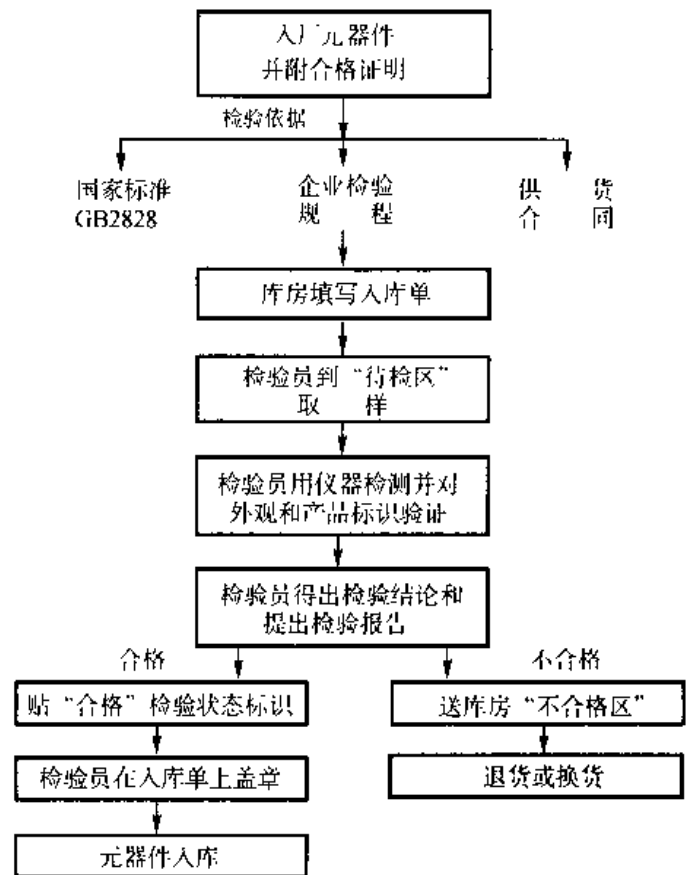 入厂元器件
并附合格证明
检验依据
国家标准
GB2828
企业检验
规 程
供 货
合 同
库房填写入库单
检验员到“待检区”
取 样
检验员用仪器检测并对
外观和产品标识验证
检验员得出检验结论和
提出检验报告
合格
不合格
贴“合格”检验状态标识
送库房“不合格区”
检验员在入库单上盖章
退货或换货
元器件入库